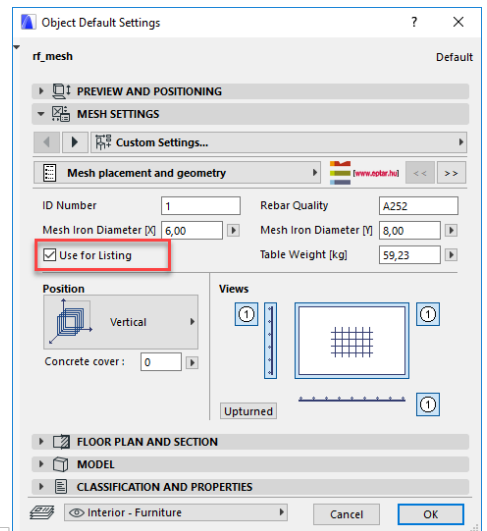 Object Default Settings ? ×
rf_mesh Default
PREVIEW AND POSITIONING
MESH SETTINGS
Custom Settings...
Mesh placement and geometry [www.eptar.hu] << >>
ID Number 1 Rebar Quality A252
Mesh Iron Diameter [X] 6,00 Mesh Iron Diameter [Y] 8,00
Use for Listing Table Weight [kg] 59,23
Position Views
Vertical 1 1
Concrete cover : 0
Upturned 1
FLOOR PLAN AND SECTION
MODEL
CLASSIFICATION AND PROPERTIES
Interior - Furniture Cancel OK